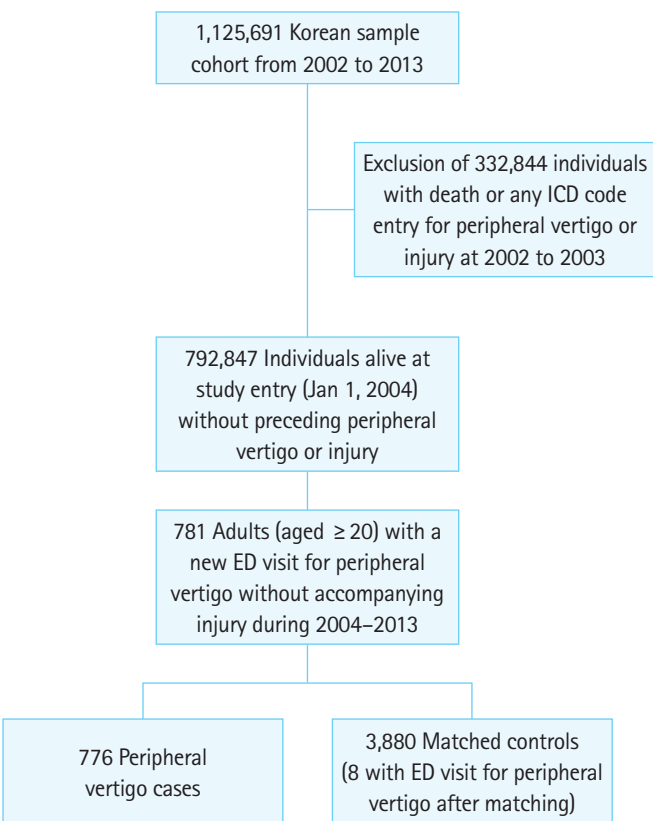 1,125,691 Korean sample
cohort from 2002 to 2013
Exclusion of 332,844 individuals
with death or any ICD code
entry for peripheral vertigo or
injury at 2002 to 2003
792,847 Individuals alive at
study entry (Jan 1, 2004)
without preceding peripheral
vertigo or injury
781 Adults (aged ≥ 20) with a
new ED visit for peripheral
vertigo without accompanying
injury during 2004–2013
776 Peripheral
vertigo cases
3,880 Matched controls
(8 with ED visit for peripheral
vertigo after matching)